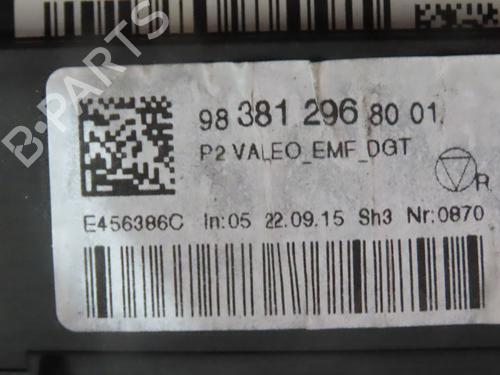 B-PARTS
98 381 296 80 01
P2 VALEO_EMF_DGT
R
E456386C In:05 22.09.15 Sh3 Nr:0870